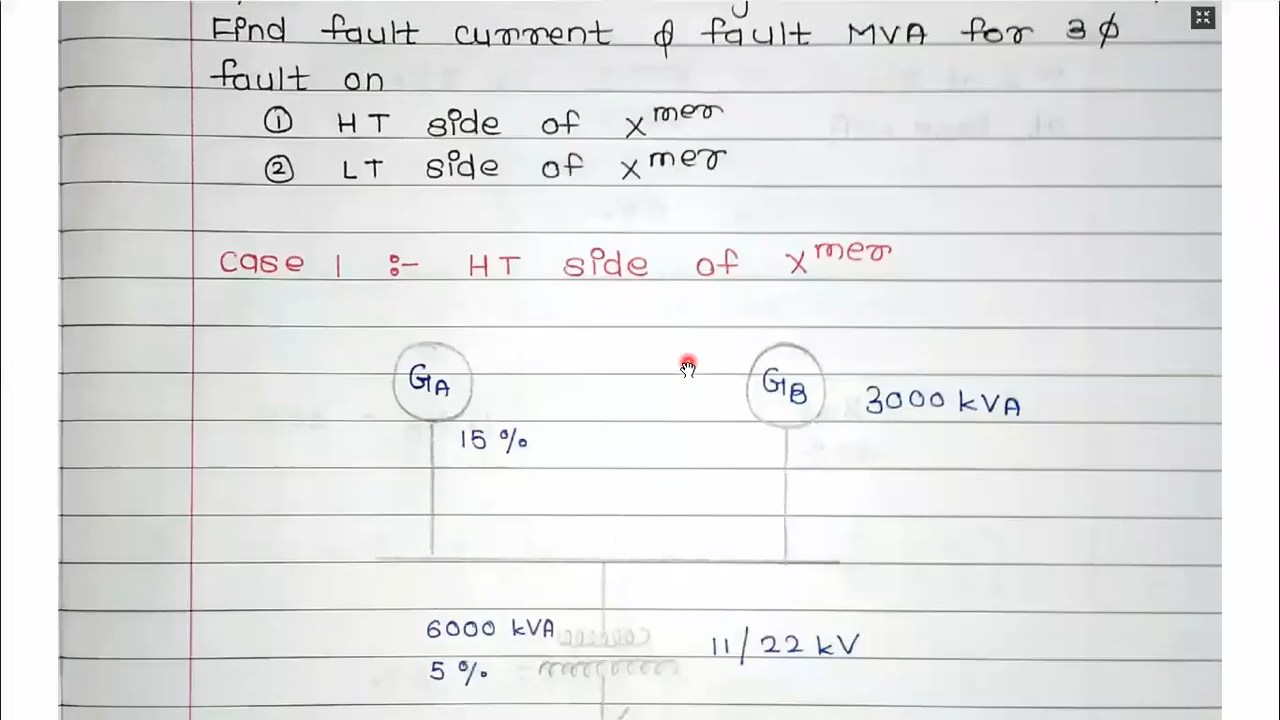 Find fault current & fault MVA for 3ϕ
fault on
① HT side of xmer
② LT side of xmer
Case 1 :- HT side of xmer
GA
GB
3000 kVA
15 %
6000 kVA
11/22 kV
5 %